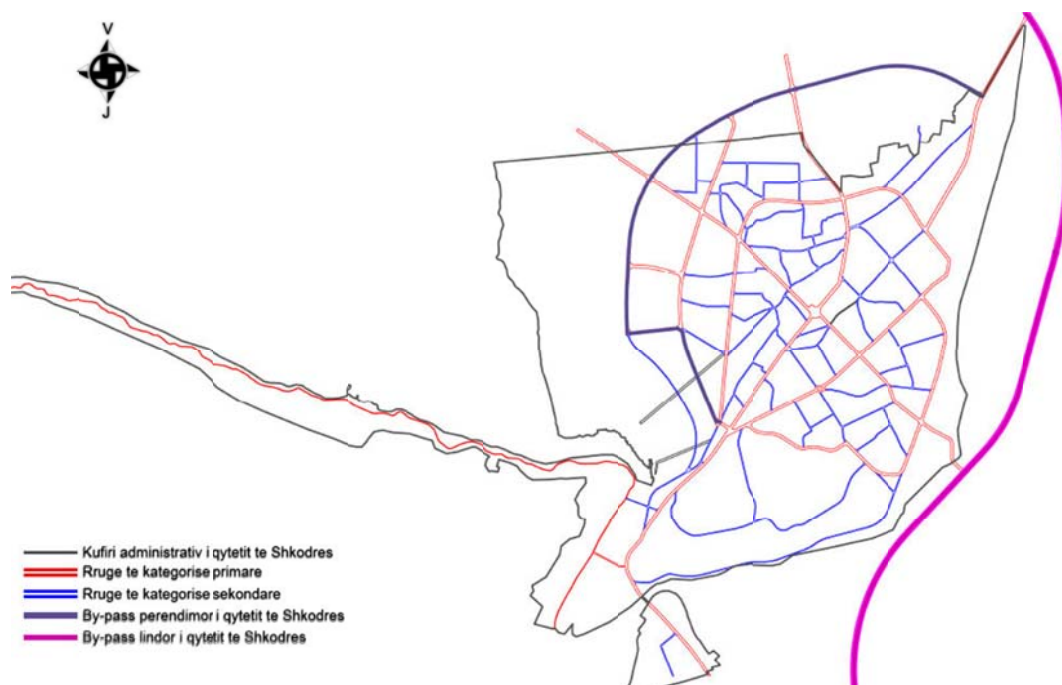 V
J
Kufiri administrativ i qytetit te Shkodres
Rruge te kategorise primare
Rruge te kategorise sekondare
By-pass perendimor i qytetit te Shkodres
By-pass lindor i qytetit te Shkodres